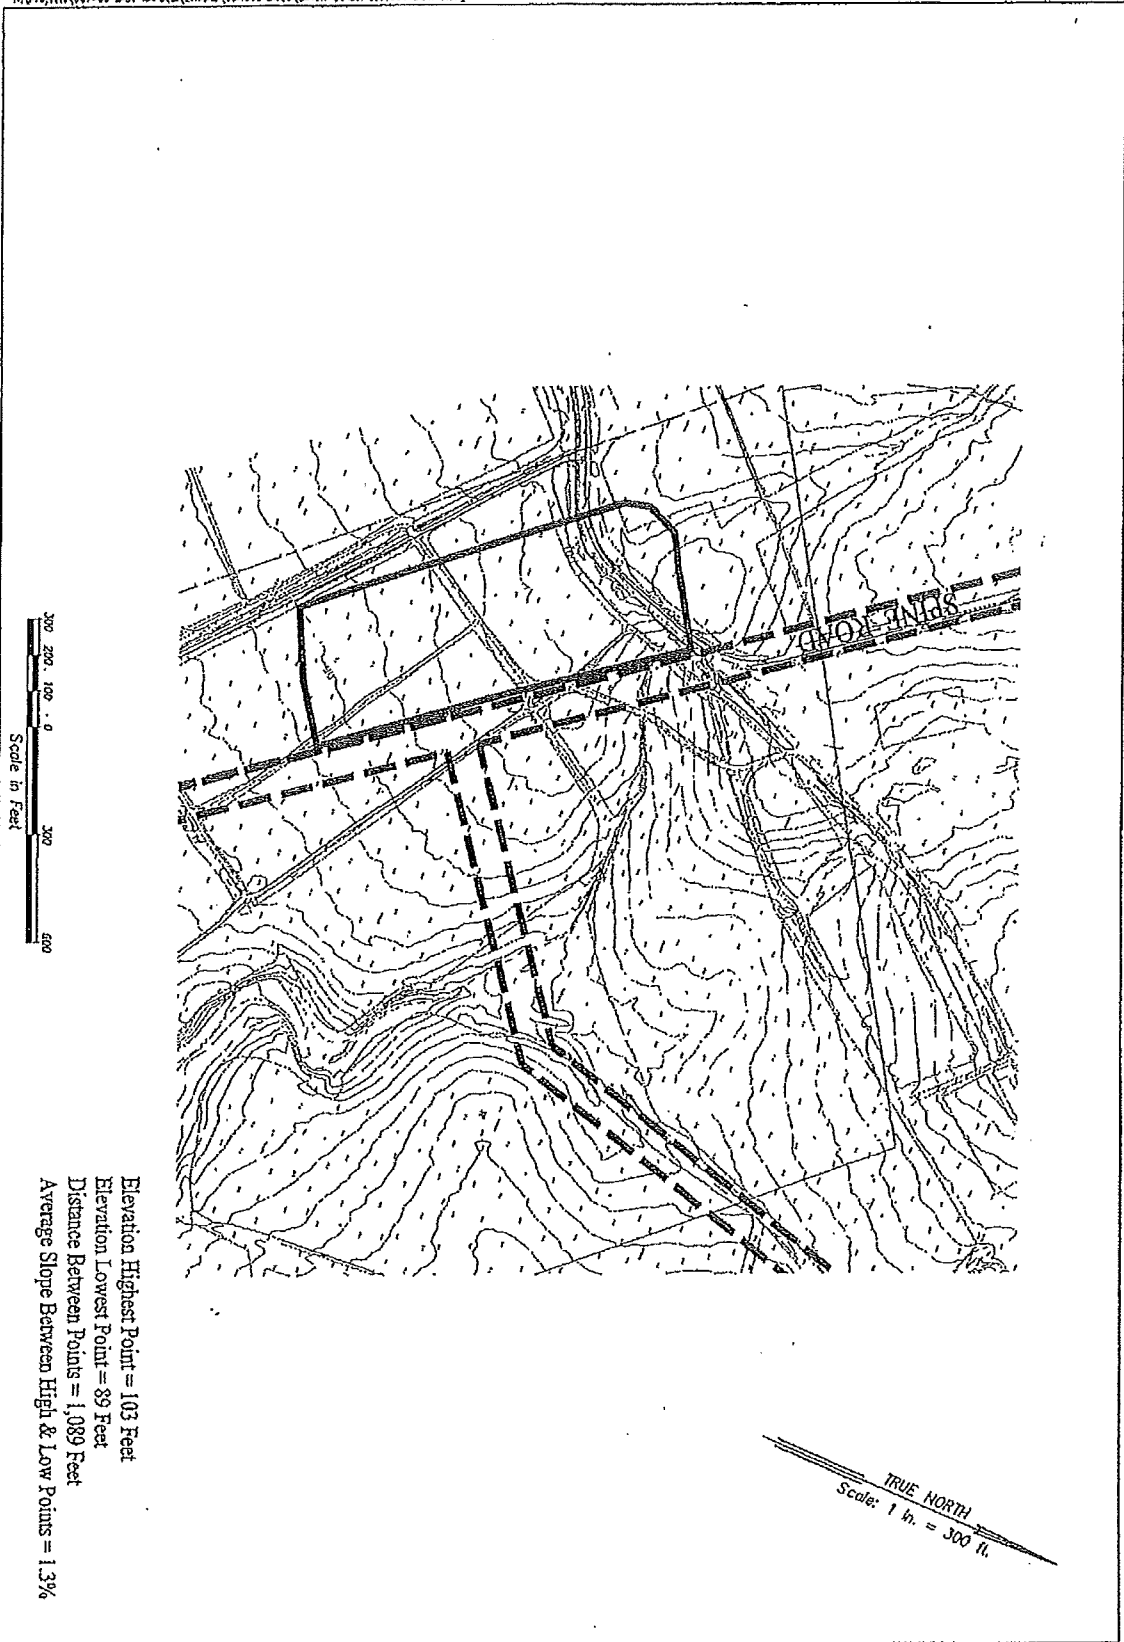 SPINE ROAD
300 200. 100 - 0 300 600
Scale in Feet
Elevation Highest Point = 103 Feet
Elevation Lowest Point = 89 Feet
Distance Between Points = 1,089 Feet
Average Slope Between High & Low Points = 1.3%
TRUE NORTH
Scale: 1 in. = 300 ft.